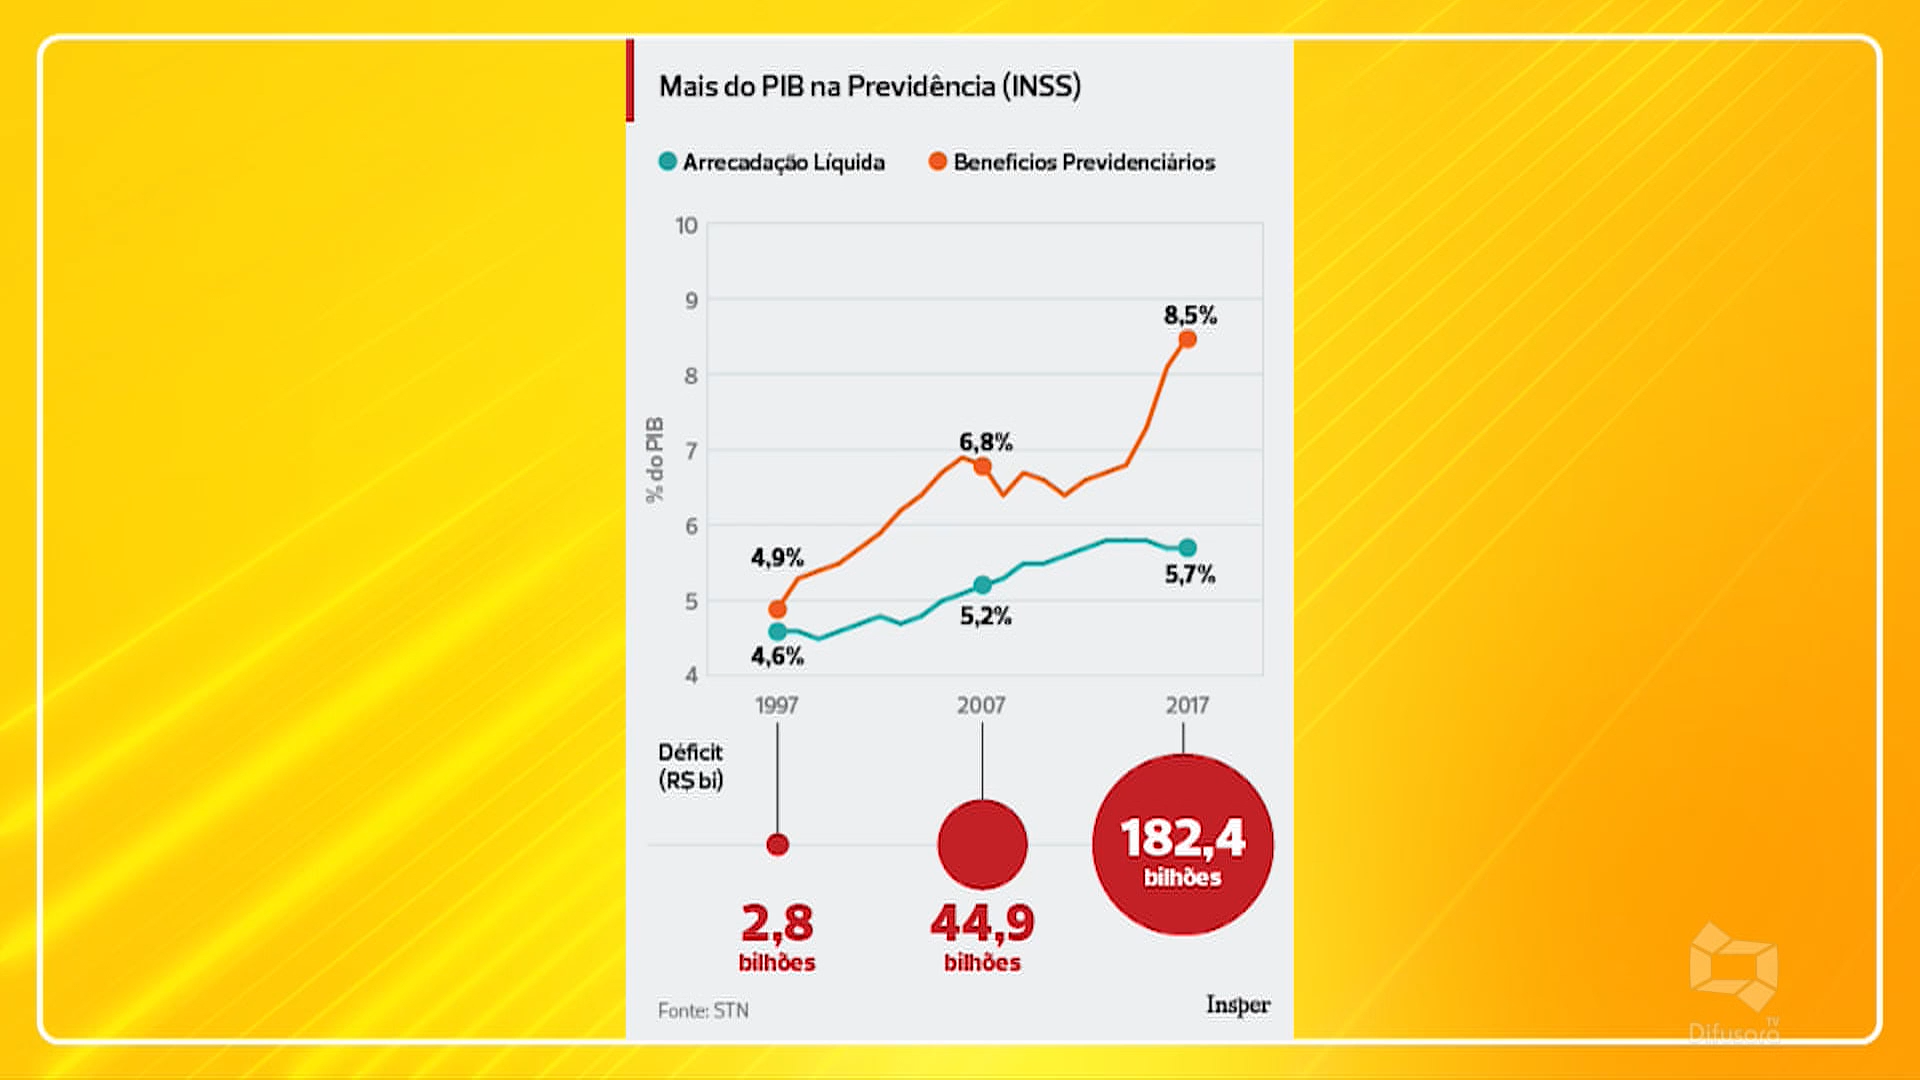 Mais do PIB na Previdência (INSS)
Arrecadação Líquida
Beneficios Previdenciários
10
9
8
7
6
5
4
% do PIB
8,5%
6,8%
4,9%
5,7%
5,2%
4,6%
1997
2007
2017
Déficit
(R$ bi)
182,4
bilhões
2,8
bilhões
44,9
bilhões
Fonte: STN
Insper
TV
Difusora